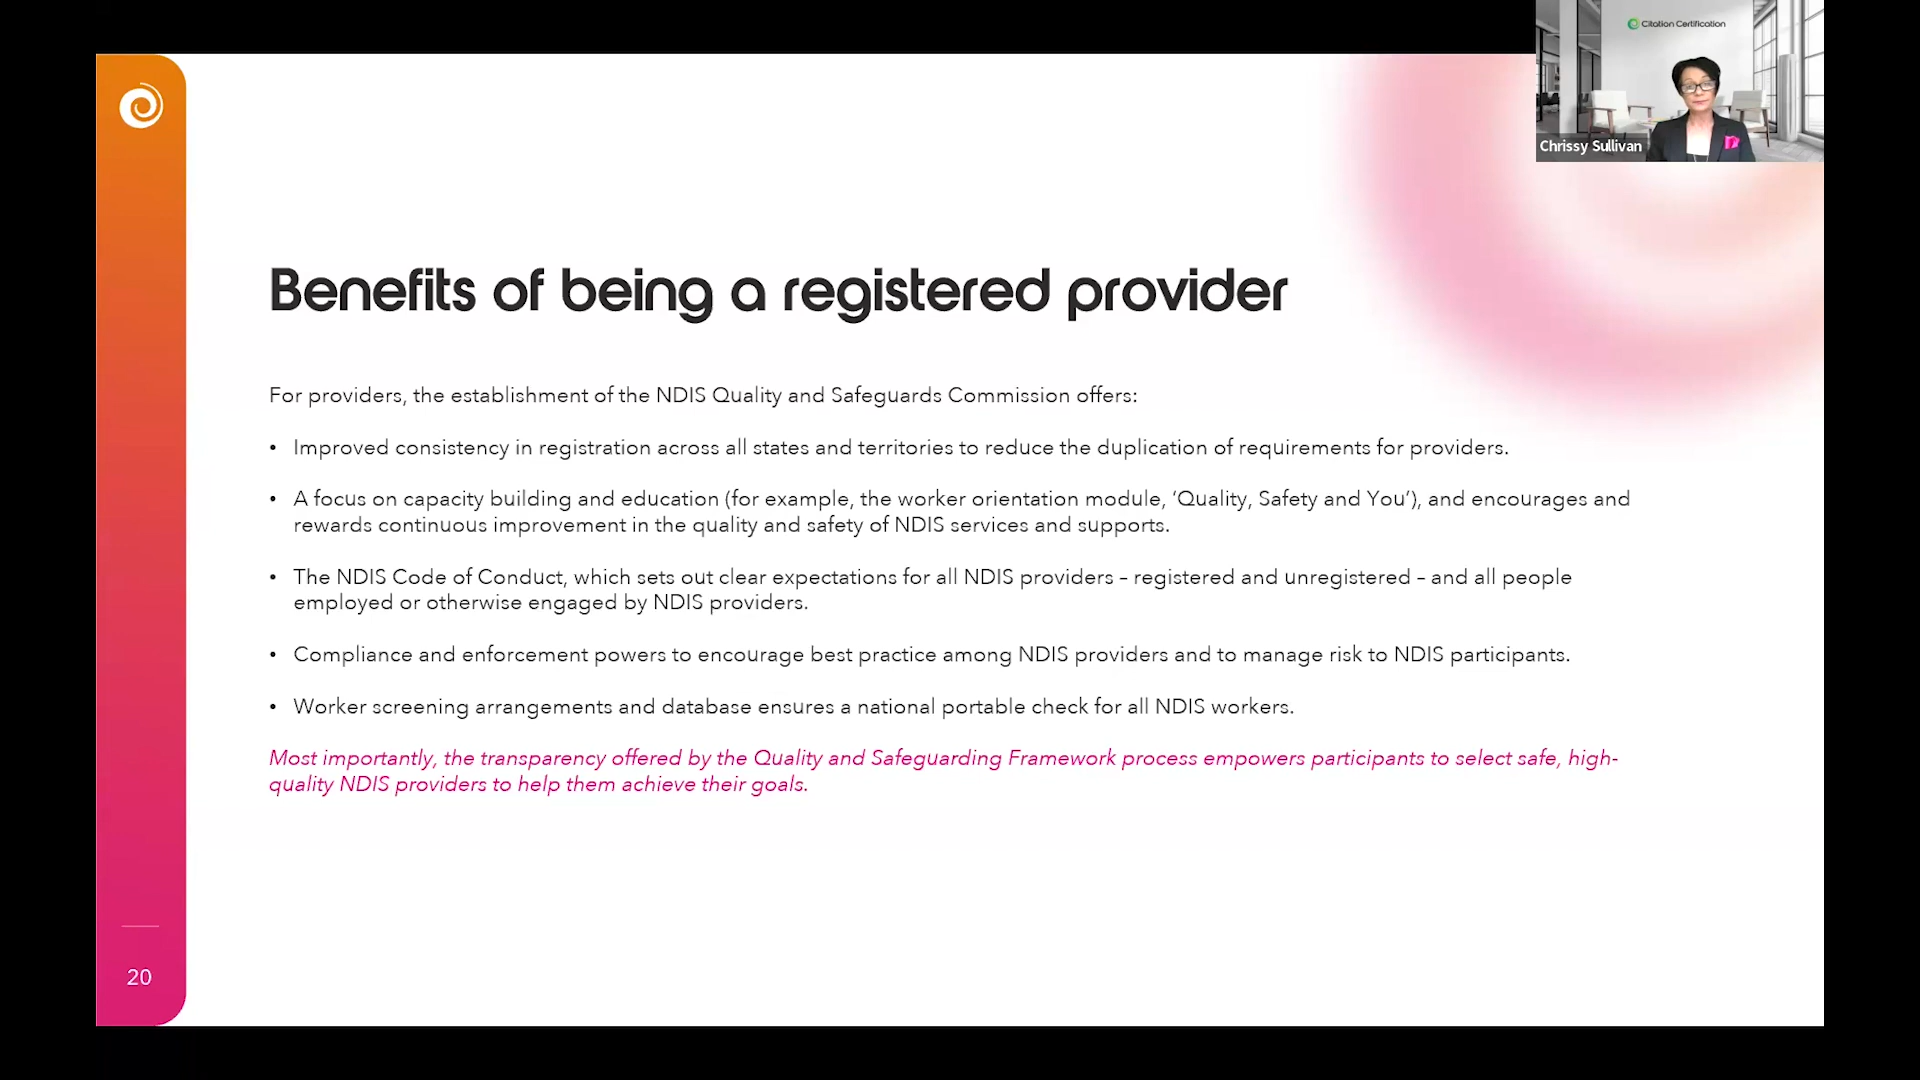 Citation Certification
Chrissy Sullivan
Benefits of being a registered provider
For providers, the establishment of the NDIS Quality and Safeguards Commission offers:
• Improved consistency in registration across all states and territories to reduce the duplication of requirements for providers.
• A focus on capacity building and education (for example, the worker orientation module, ‘Quality, Safety and You’), and encourages and
rewards continuous improvement in the quality and safety of NDIS services and supports.
• The NDIS Code of Conduct, which sets out clear expectations for all NDIS providers – registered and unregistered – and all people
employed or otherwise engaged by NDIS providers.
• Compliance and enforcement powers to encourage best practice among NDIS providers and to manage risk to NDIS participants.
• Worker screening arrangements and database ensures a national portable check for all NDIS workers.
Most importantly, the transparency offered by the Quality and Safeguarding Framework process empowers participants to select safe, high-
quality NDIS providers to help them achieve their goals.
20